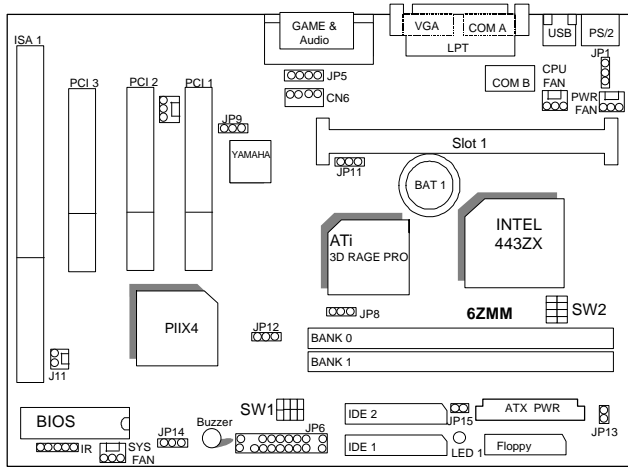 GAME &
Audio
VGA
COM A
LPT
USB
PS/2
ISA 1
JP1
PCI 3
PCI 2
PCI 1
JP5
COM B
CPU
FAN
CN6
PWR
FAN
JP9
Slot 1
YAMAHA
JP11
BAT 1
INTEL
443ZX
ATi
3D RAGE PRO
PIIX4
JP8
6ZMM
SW2
JP12
BANK 0
BANK 1
J11
BIOS
SW1
Buzzer
JP6
IDE 2
JP15
ATX PWR
JP14
IR
SYS
FAN
IDE 1
LED 1
Floppy
JP13